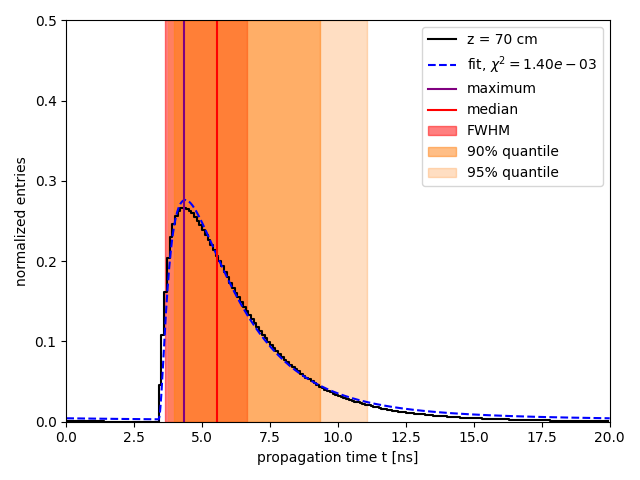 0.5
0.4
0.3
0.2
0.1
0.0
normalized entries
z = 70 cm
fit, χ² = 1.40e − 03
maximum
median
FWHM
90% quantile
95% quantile
0.0 2.5 5.0 7.5 10.0 12.5 15.0 17.5 20.0
propagation time t [ns]